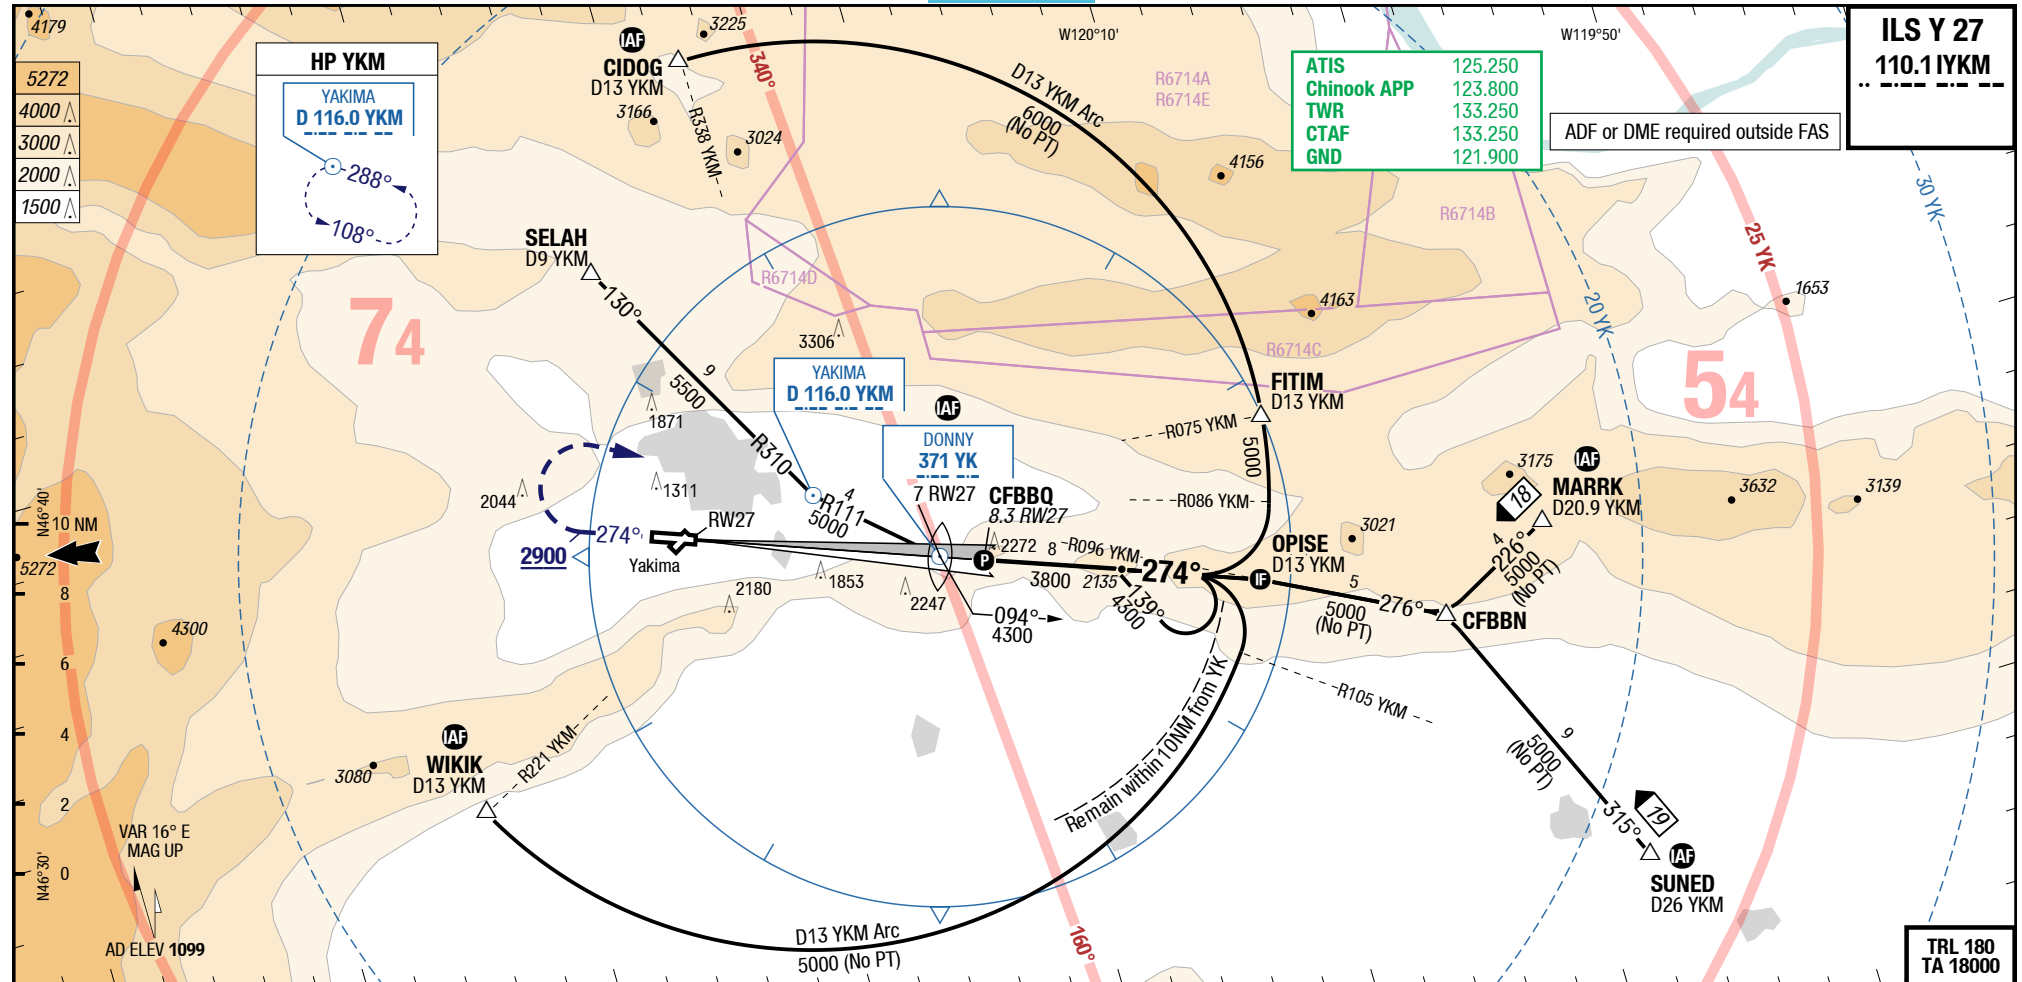 ILS Y 27
110.1 IYKM
ADF or DME required outside FAS
ATIS 125.250
Chinook APP 123.800
TWR 133.250
CTAF 133.250
GND 121.900
W120°10'
W119°50'
4179
5272
4000
3000
2000
1500
HP YKM
YAKIMA
D 116.0 YKM
288°
108°
IAF
CIDOG
D13 YKM
3225
3166
3024
R338 YKM
340°
D13 YKM Arc
6000
(No PT)
R6714A
R6714E
4156
R6714B
R6714D
4163
R6714C
30 YK
25 YK
20 YK
1653
SELAH
D9 YKM
130°
9
5500
R310
74
54
3306
YAKIMA
D 116.0 YKM
IAF
DONNY
371 YK
7 RW27
CFBBQ
8.3 RW27
4
R111
5000
FITIM
D13 YKM
R075 YKM
5000
R086 YKM
1871
1311
2044
274°
2900
RW27
Yakima
P
2272
8
R096 YKM
3800
2135
274°
139°
4300
OPISE
D13 YKM
IF
3021
3175
IAF
MARRK
D20.9 YKM
18
3632
3139
4
226°
5000
(No PT)
5
5000
(No PT)
276°
CFBBN
2180
1853
2247
094°
4300
Remain within 10NM from YK
R105 YKM
9
5000
(No PT)
315°
19
IAF
SUNED
D26 YKM
N46°40'
10 NM
5272
8
4300
6
4
2
0
N46°30'
IAF
WIKIK
D13 YKM
3080
R221 YKM
VAR 16° E
MAG UP
AD ELEV 1099
D13 YKM Arc
5000 (No PT)
160°
TRL 180
TA 18000